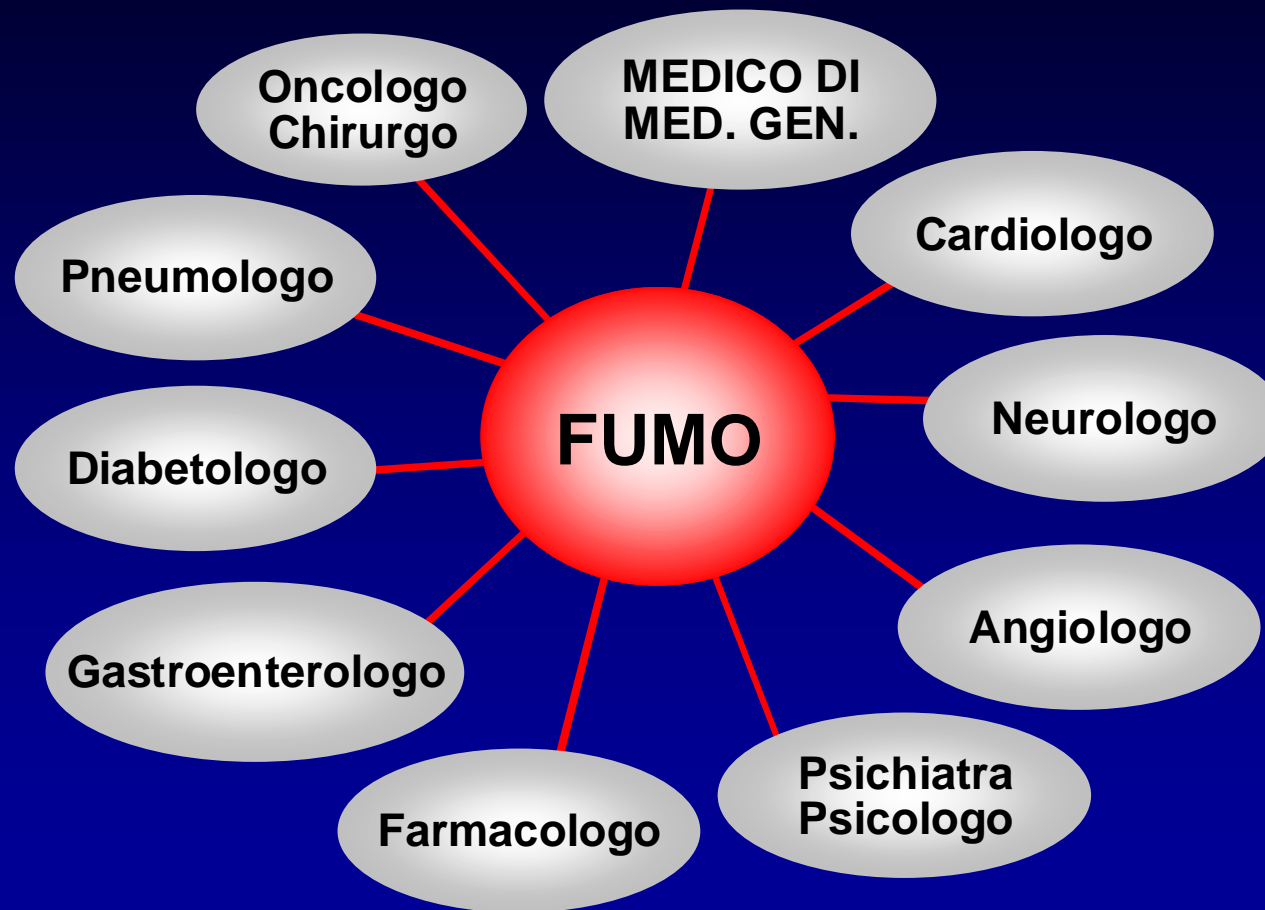 Oncologo
Chirurgo
MEDICO DI
MED. GEN.
Cardiologo
Pneumologo
Neurologo
FUMO
Diabetologo
Angiologo
Gastroenterologo
Psichiatra
Psicologo
Farmacologo